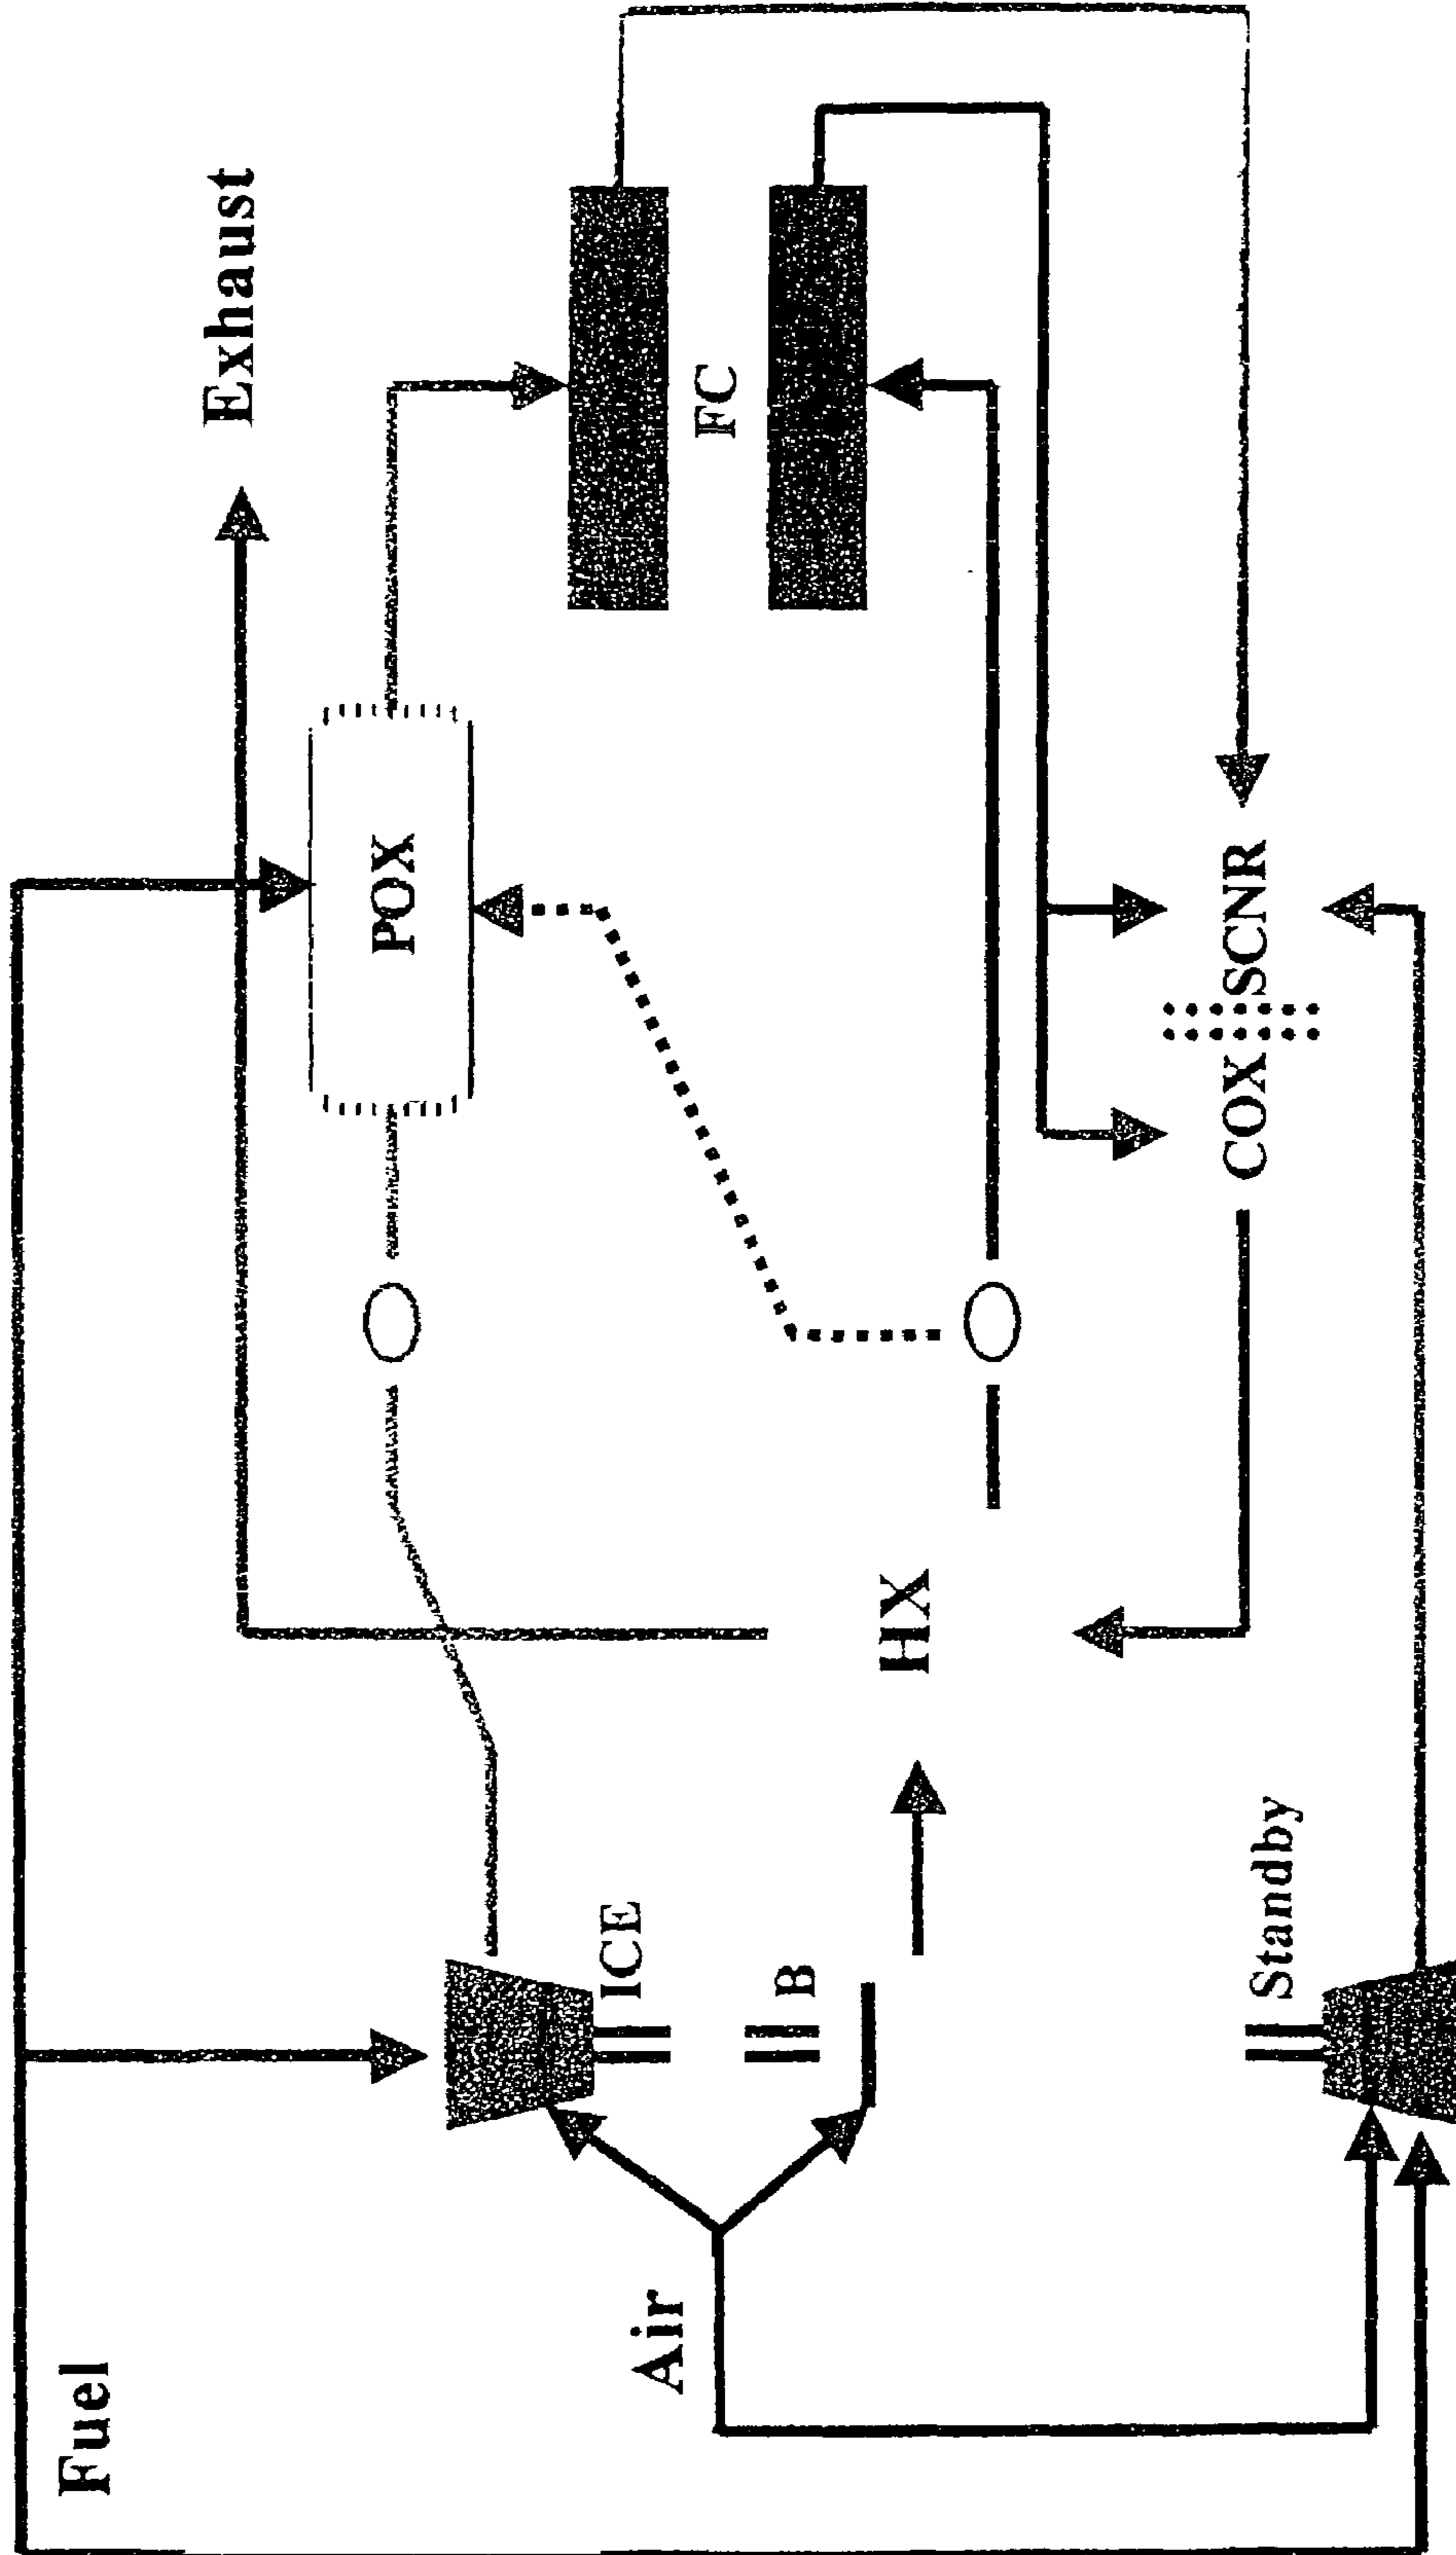 Fuel
Exhaust
POX
ICE
Air
FC
B
HX
COX
SCNR
Standby